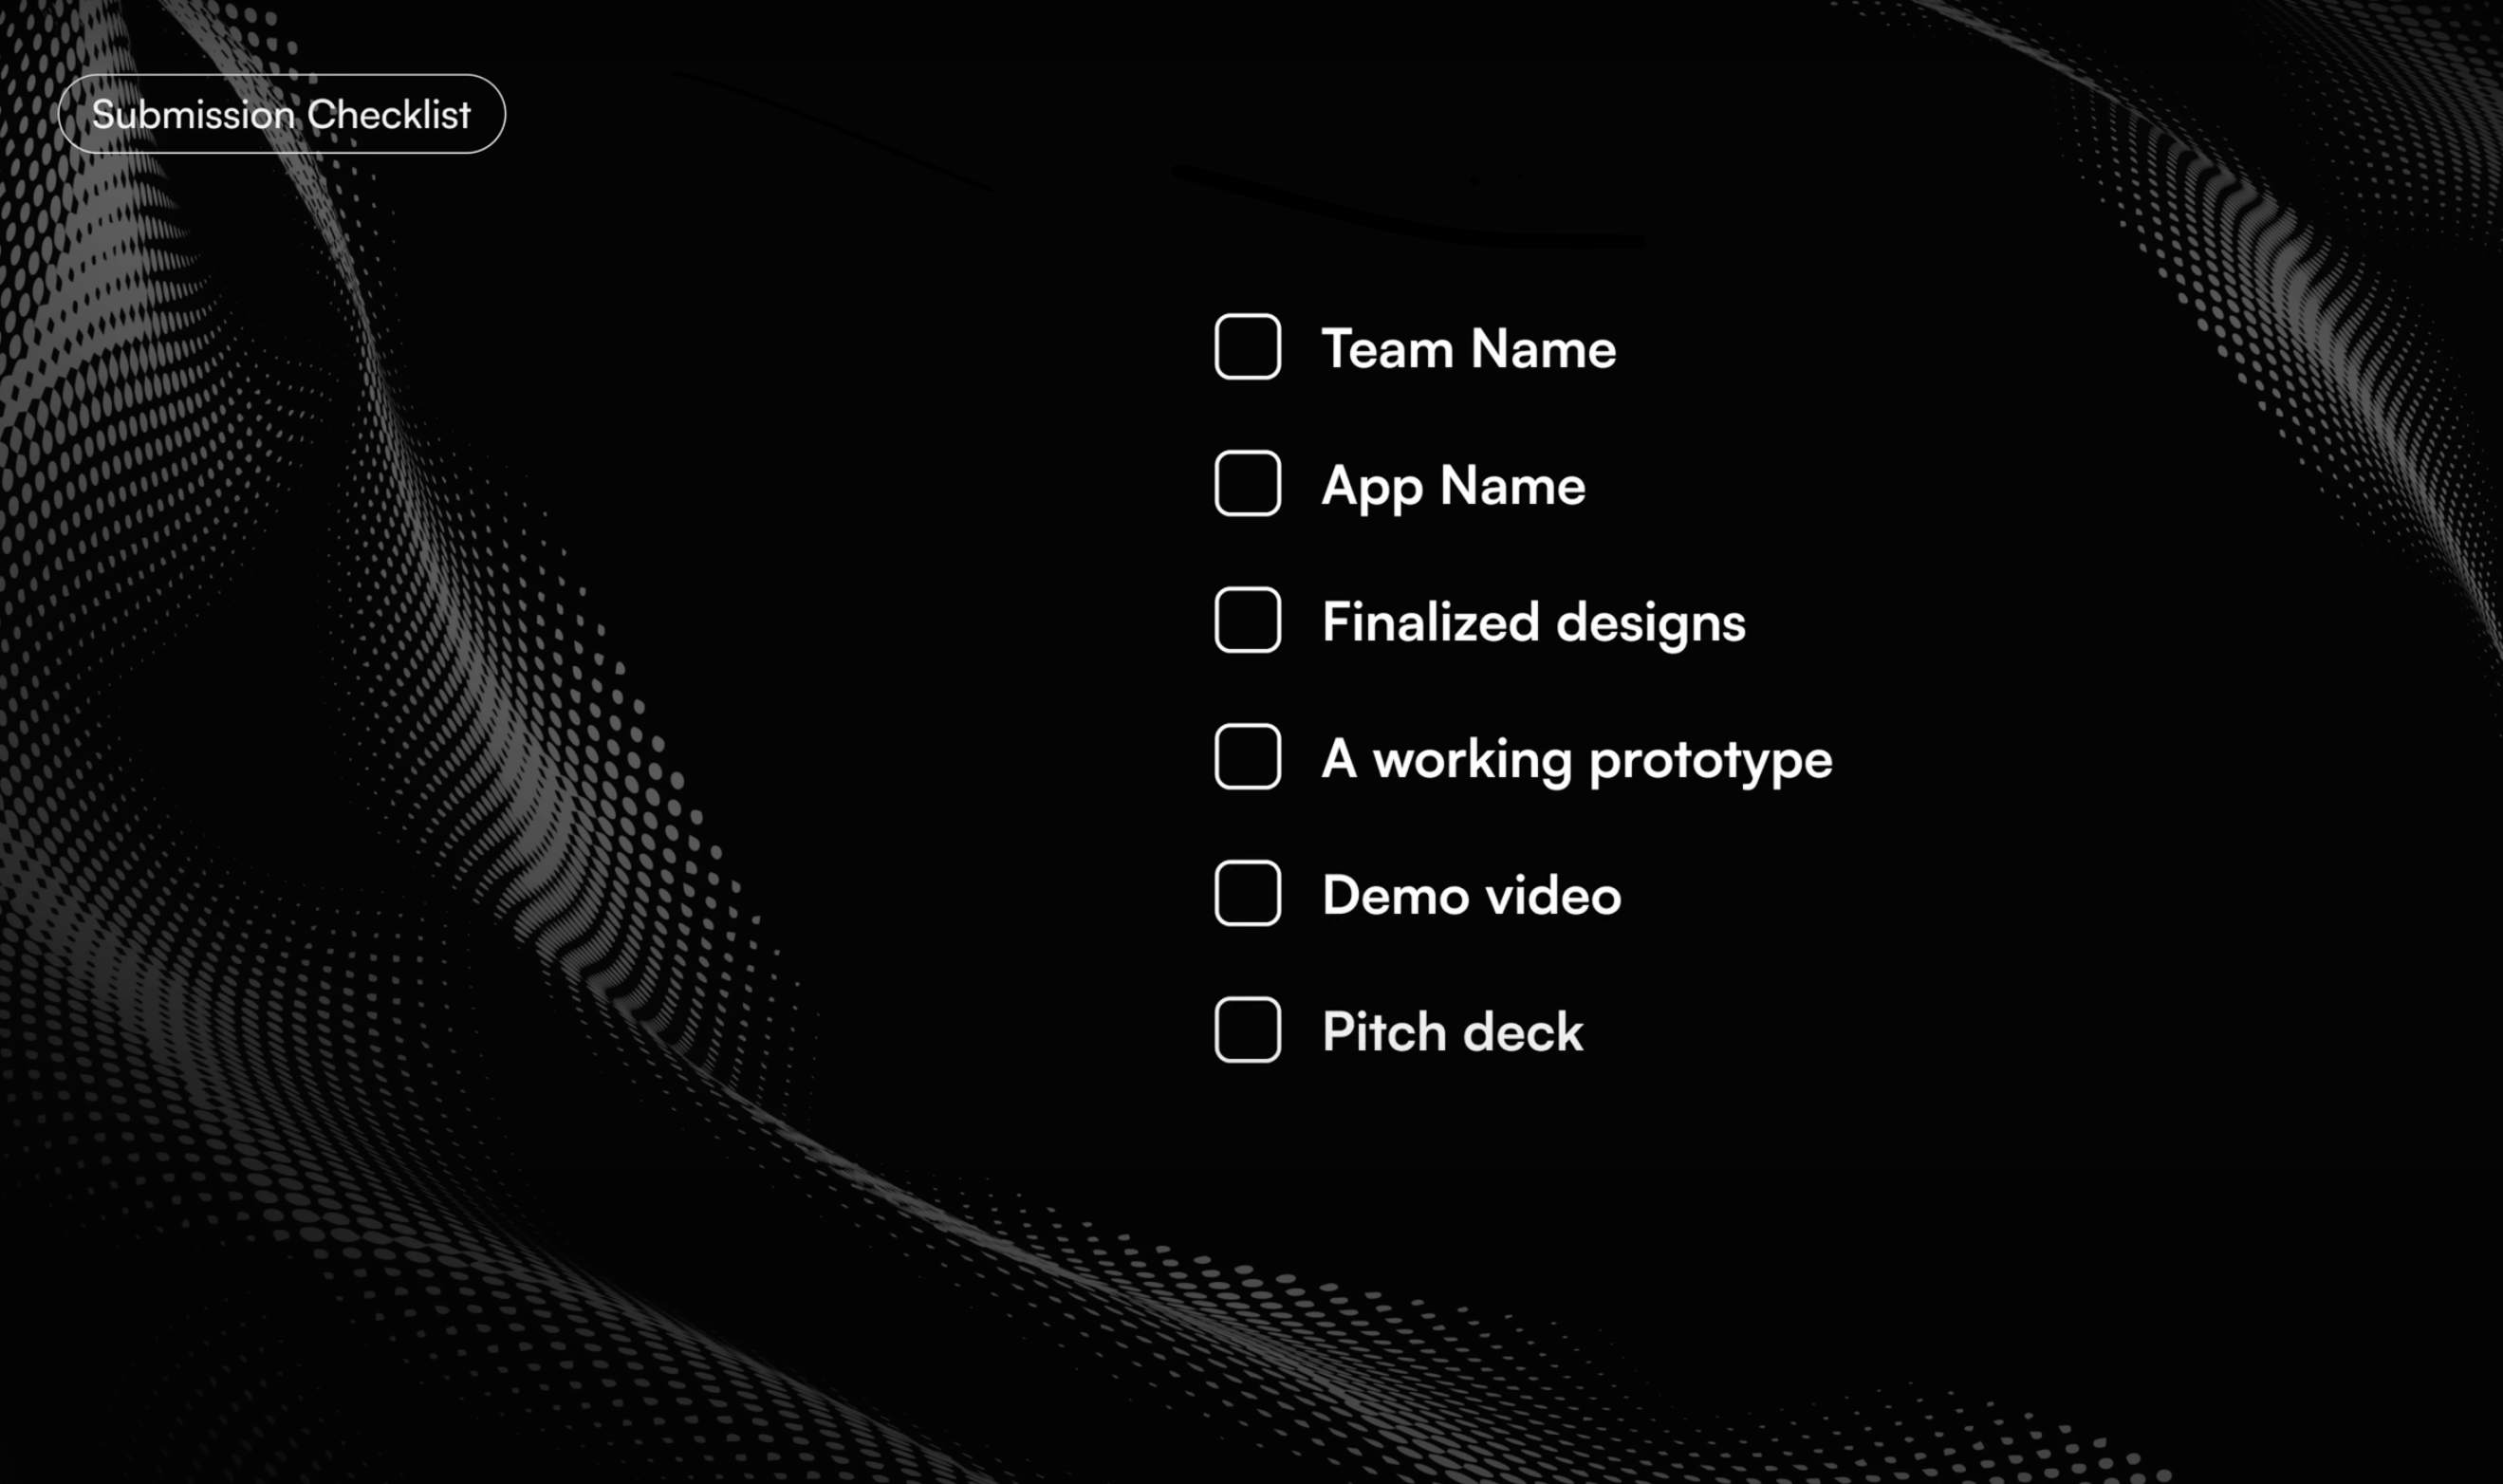 Submission Checklist
Team Name
App Name
Finalized designs
A working prototype
Demo video
Pitch deck